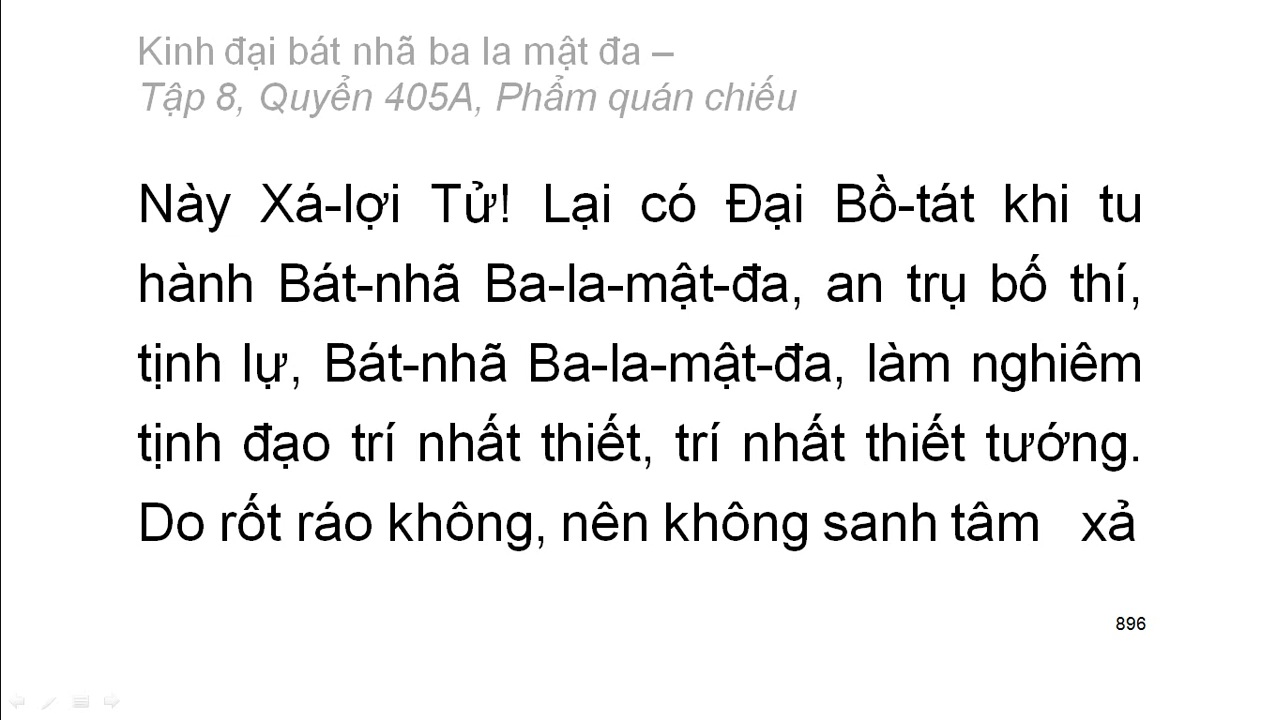 Kinh đại bát nhã ba la mật đa –
Tập 8, Quyển 405A, Phẩm quán chiếu
Này Xá-lợi Tử! Lại có Đại Bồ-tát khi tu
hành Bát-nhã Ba-la-mật-đa, an trụ bố thí,
tịnh lự, Bát-nhã Ba-la-mật-đa, làm nghiêm
tịnh đạo trí nhất thiết, trí nhất thiết tướng.
Do rốt ráo không, nên không sanh tâm xả
896